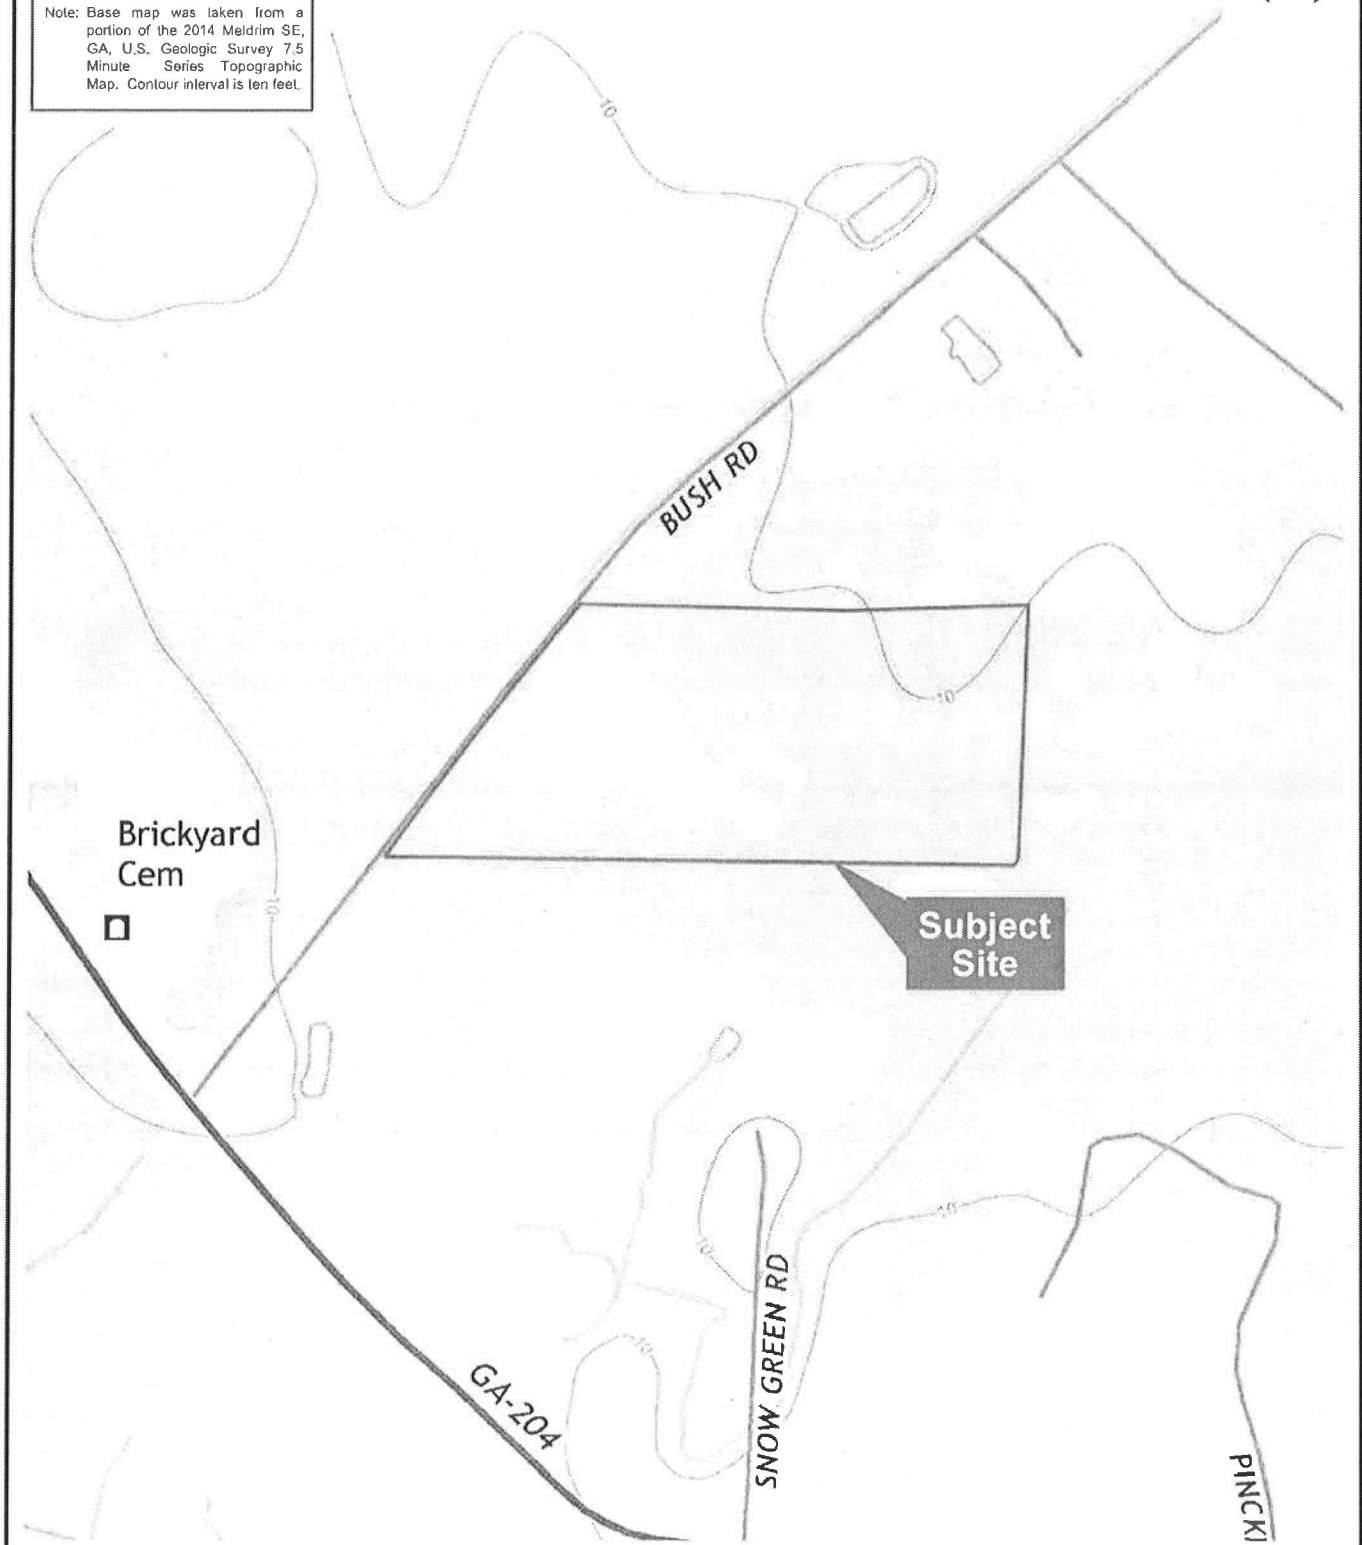 Note: Base map was taken from a
portion of the 2014 Meldrim SE,
GA, U.S. Geologic Survey 7.5
Minute Series Topographic
Map. Contour interval is ten feet.
10
BUSH RD
10
Brickyard
Cem
10
Subject
Site
10
10
10
SNOW GREEN RD
GA-204
PINCK